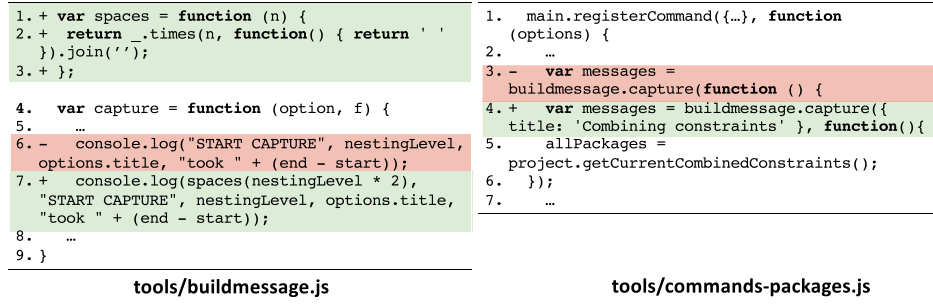 1. + var spaces = function (n) {
2. +  return _.times(n, function() { return ' '
}).join('');
3. + };
4.   var capture = function (option, f) {
5.     …
6. –   console.log("START CAPTURE", nestingLevel,
options.title, "took " + (end – start));
7. +   console.log(spaces(nestingLevel * 2),
"START CAPTURE", nestingLevel, options.title,
"took " + (end – start));
8.    …
9. }
tools/buildmessage.js
1.   main.registerCommand({…}, function
(options) {
2.     …
3. –   var messages =
buildmessage.capture(function () {
4. +   var messages = buildmessage.capture({
title: 'Combining constraints' }, function(){
5.     allPackages =
project.getCurrentCombinedConstraints();
6.   });
7.     …
tools/commands-packages.js